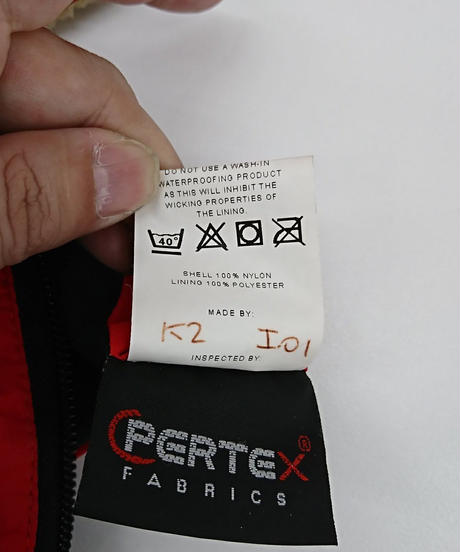 DO NOT USE A WASH-IN
WATERPROOFING PRODUCT
AS THIS WILL INHIBIT THE
WICKING PROPERTIES OF
THE LINING.
40°
SHELL 100% NYLON
LINING 100% POLYESTER
MADE BY:
K2 I.01
INSPECTED BY:
PERTEX®
FABRICS